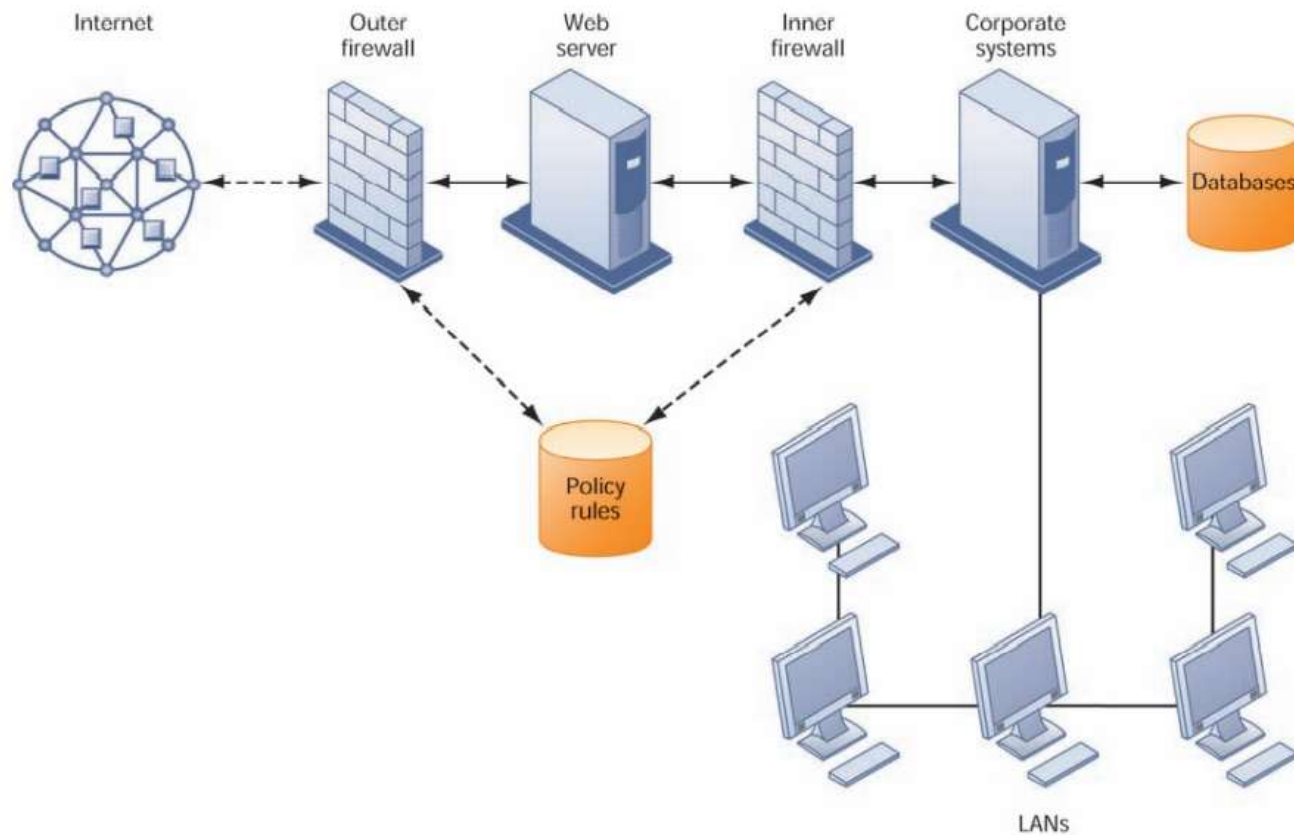 Internet
Outer
firewall
Web
server
Inner
firewall
Corporate
systems
Databases
Policy
rules
LANs